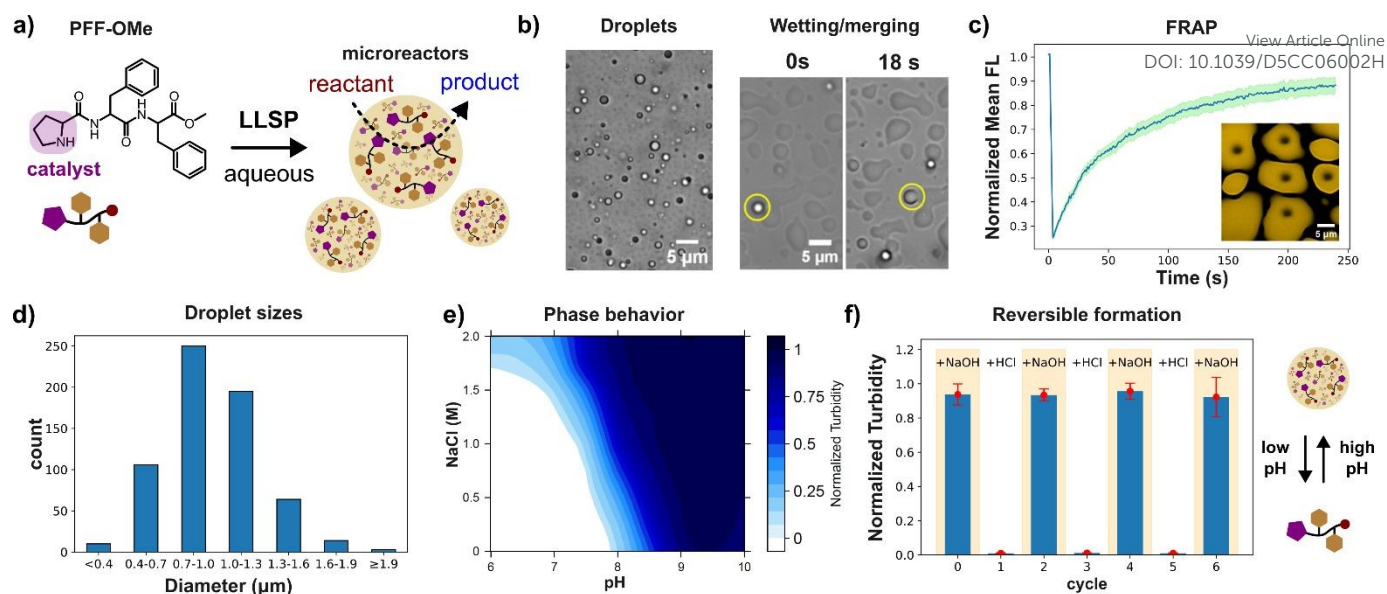 View Article Online
DOI: 10.1039/D5CC06002H
a)
PFF-OMe
O
H
N
O
O
NH
N
H
O
catalyst
LLSP
aqueous
microreactors
reactant
product
b)
Droplets
5 µm
Wetting/merging
0s
18 s
5 µm
c)
FRAP
Normalized Mean FL
1.0
0.9
0.8
0.7
0.6
0.5
0.4
0.3
0
50
100
150
200
250
Time (s)
5 µm
d)
Droplet sizes
count
250
200
150
100
50
0
<0.4
0.4-0.7
0.7-1.0
1.0-1.3
1.3-1.6
1.6-1.9
≥1.9
Diameter (µm)
e)
Phase behavior
NaCl (M)
2.0
1.5
1.0
0.5
0
6
7
8
9
10
pH
1
0.75
0.5
0.25
0
Normalized Turbidity
f)
Reversible formation
Normalized Turbidity
1.2
1.0
0.8
0.6
0.4
0.2
0.0
+NaOH
+HCl
+NaOH
+HCl
+NaOH
+HCl
+NaOH
0
1
2
3
4
5
6
cycle
low
pH
high
pH